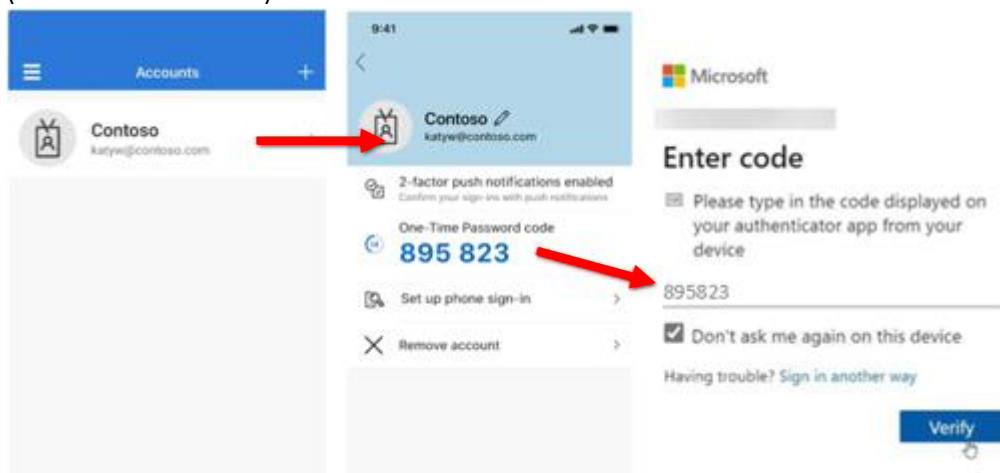 Accounts
+
Contoso
katyw@contoso.com
9:41
Contoso
katyw@contoso.com
2-factor push notifications enabled
Confirm your sign-ins with push notifications
One-Time Password code
895 823
Set up phone sign-in
Remove account
Microsoft
Enter code
Please type in the code displayed on
your authenticator app from your
device
895823
Don't ask me again on this device
Having trouble? Sign in another way
Verify